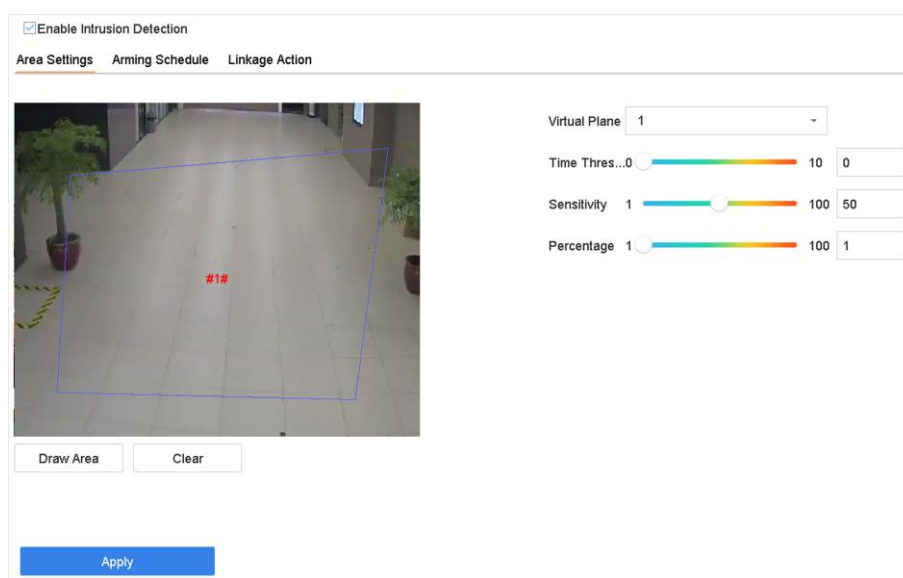 Enable Intrusion Detection
Area Settings Arming Schedule Linkage Action
Virtual Plane 1
Time Thres...0 10 0
Sensitivity 1 100 50
Percentage 1 100 1
#1#
Draw Area Clear
Apply